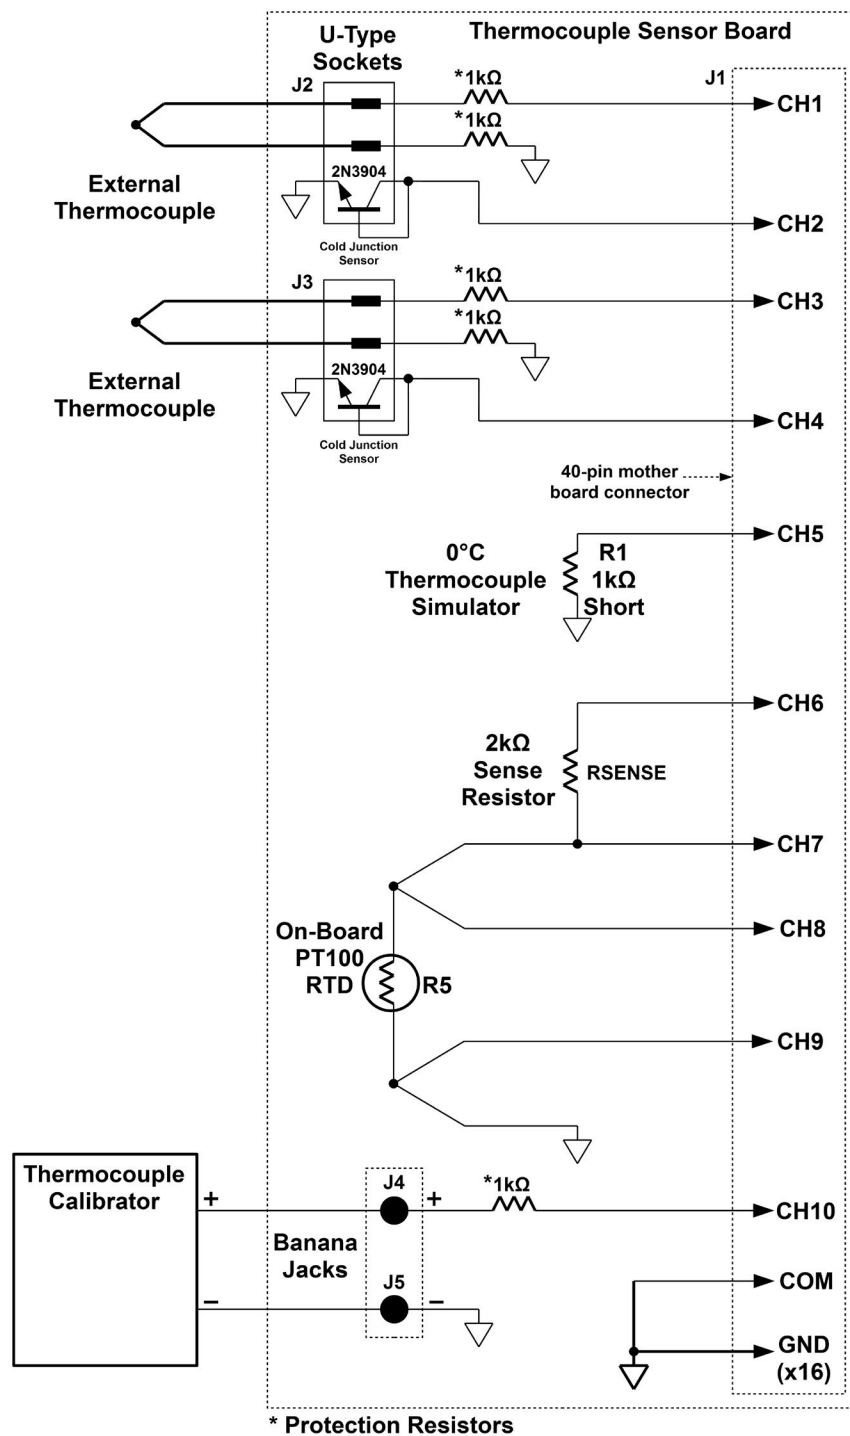 Thermocouple Sensor Board
U-Type
Sockets
J1
J2
*1kΩ
CH1
*1kΩ
2N3904
External
Thermocouple
CH2
Cold Junction
Sensor
J3
*1kΩ
CH3
*1kΩ
2N3904
External
Thermocouple
CH4
Cold Junction
Sensor
40-pin mother
board connector
CH5
0°C
Thermocouple
Simulator
R1
1kΩ
Short
CH6
2kΩ
Sense
Resistor
RSENSE
CH7
CH8
On-Board
PT100
RTD
R5
CH9
Thermocouple
Calibrator
+
J4
+
*1kΩ
CH10
Banana
Jacks
–
J5
–
COM
GND
(x16)
* Protection Resistors